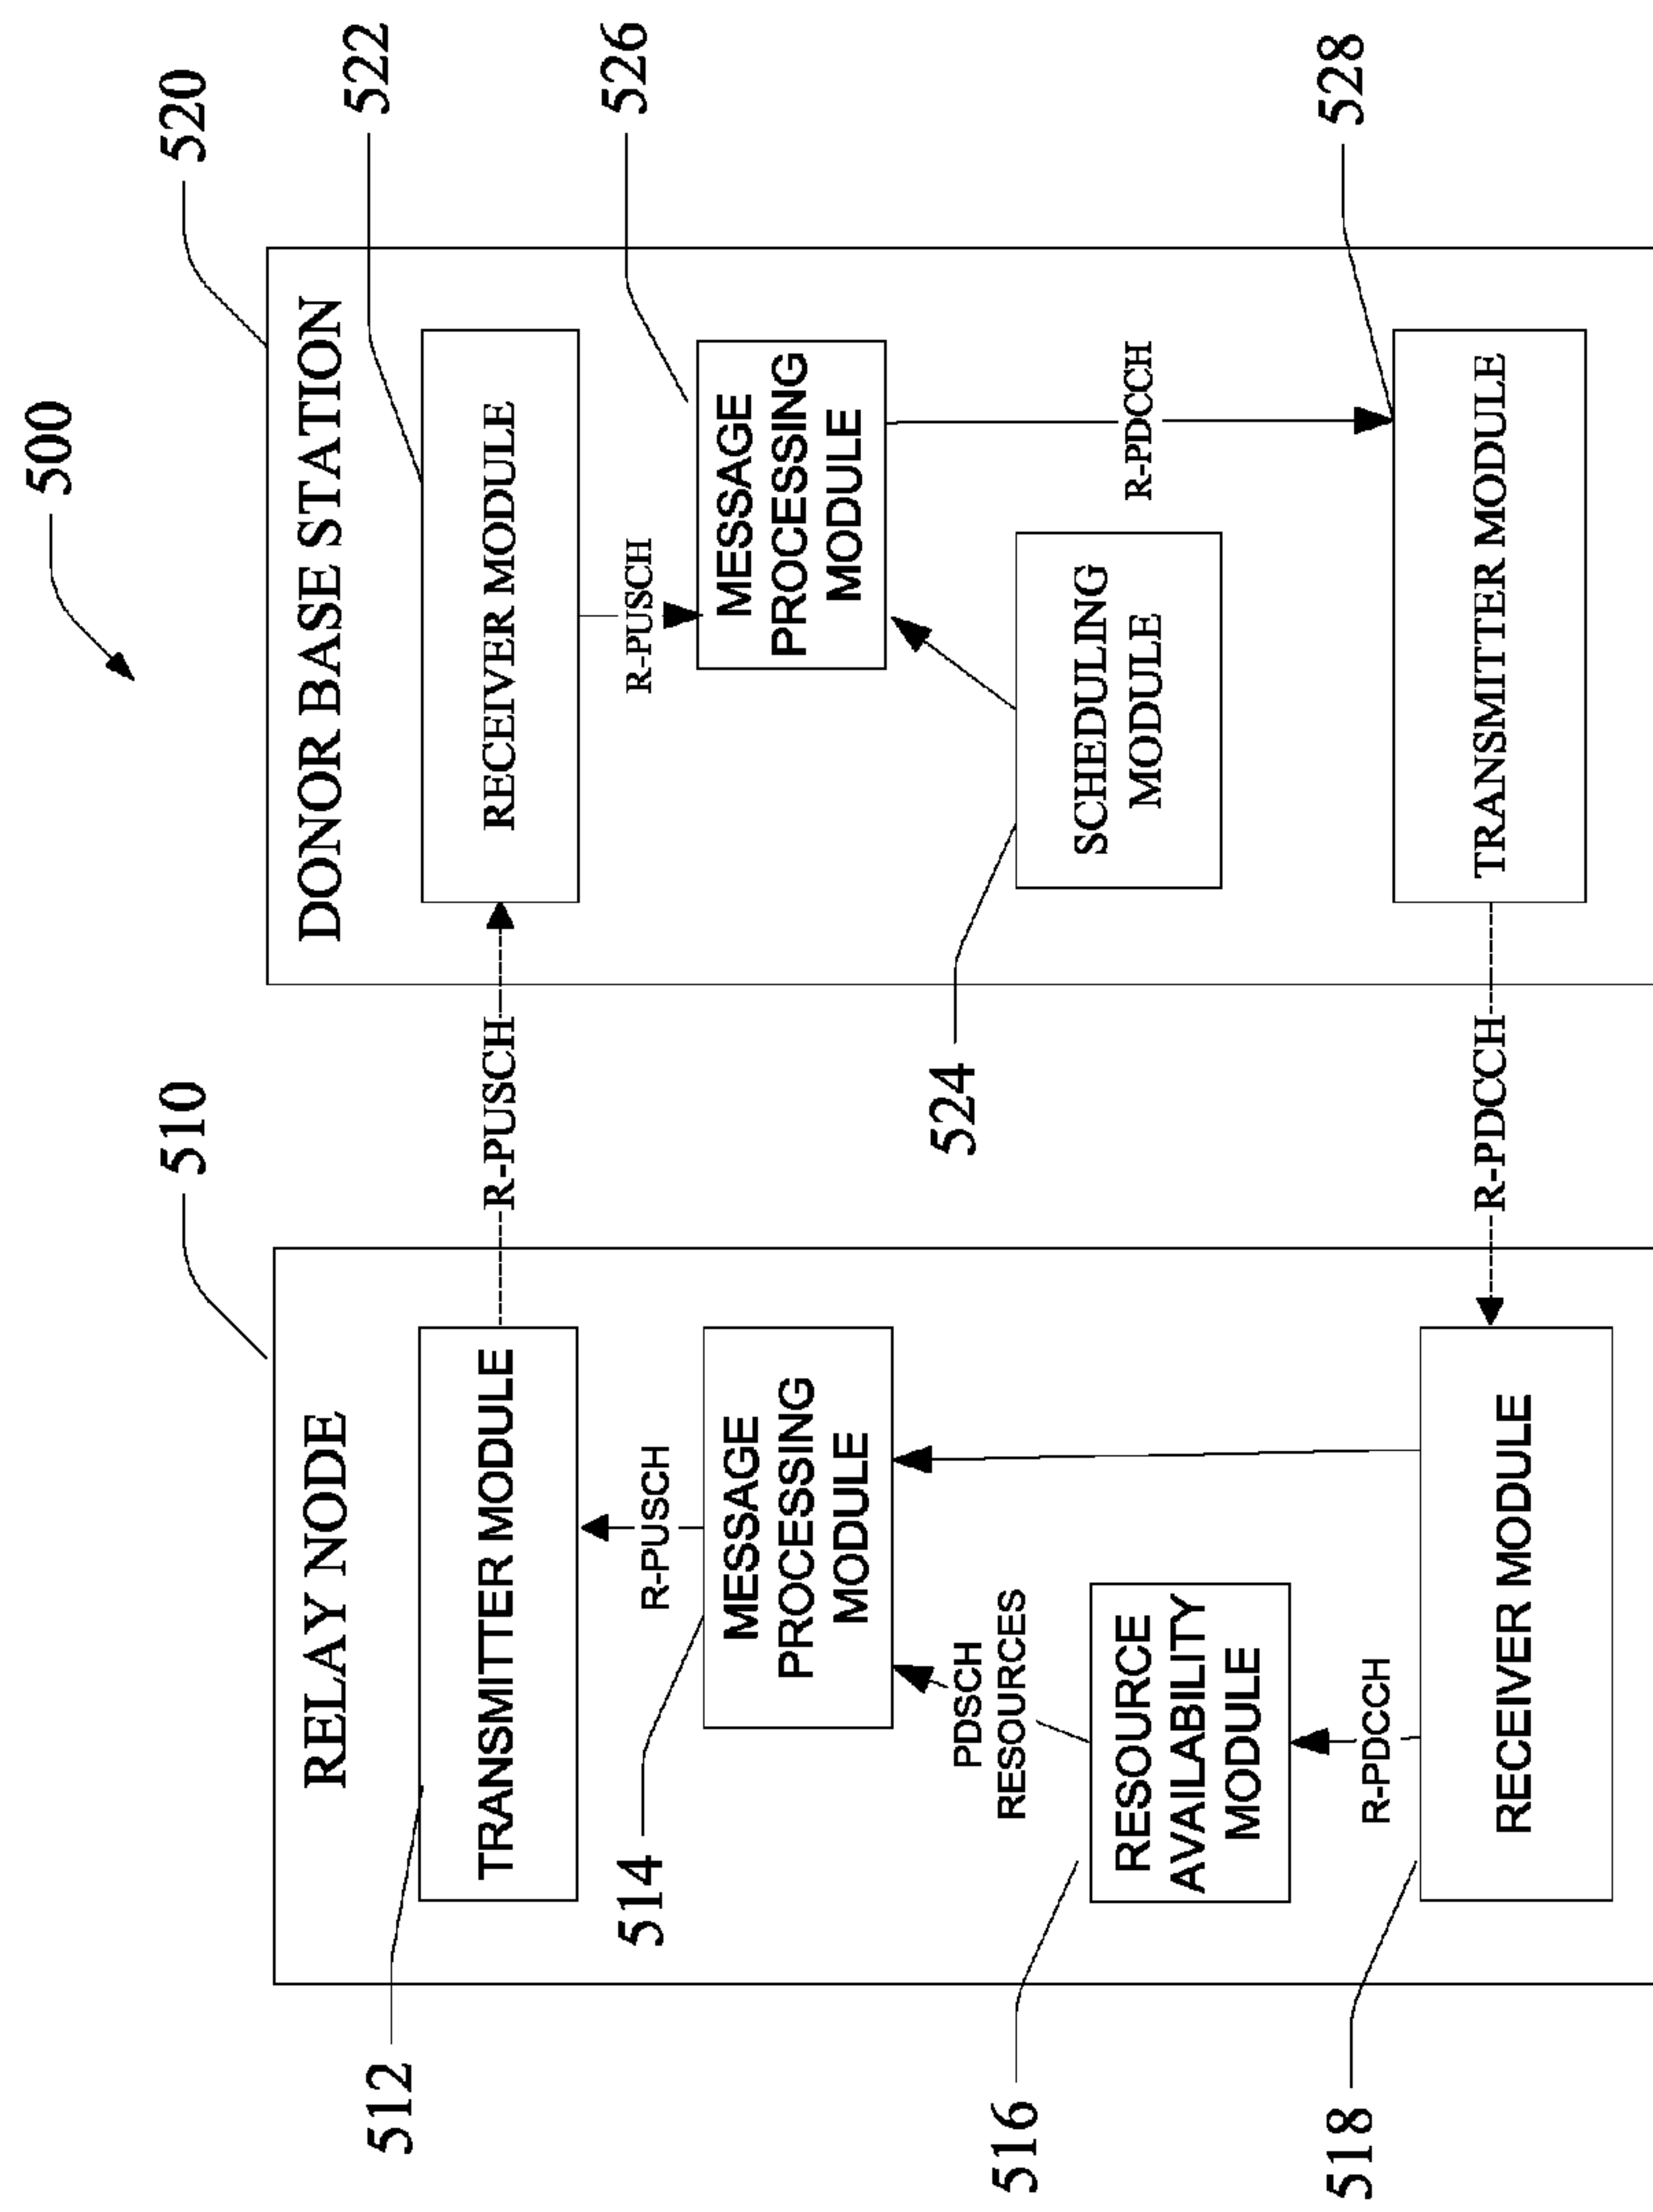 500
510
520
RELAY NODE
DONOR BASE STATION
512
TRANSMITTER MODULE
R-PUSCH
RECEIVER MODULE
522
R-PUSCH
R-PUSCH
514
MESSAGE
PROCESSING
MODULE
MESSAGE
PROCESSING
MODULE
526
PDSCH
RESOURCES
516
RESOURCE
AVAILABILITY
MODULE
524
SCHEDULING
MODULE
R-PDCCH
R-PDCCH
518
RECEIVER MODULE
R-PDCCH
TRANSMITTER MODULE
528